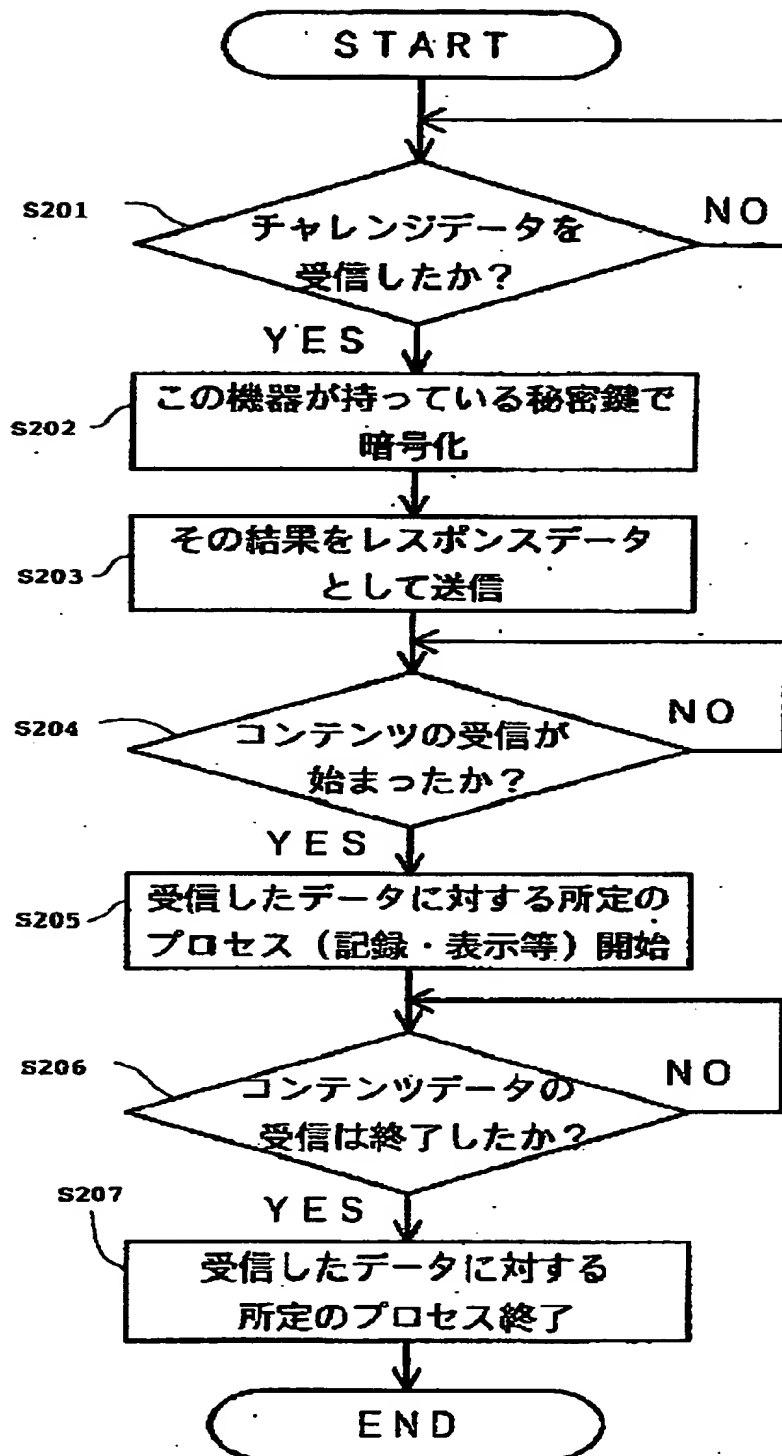 START
NO
S201
チャレンジデータを
受信したか?
YES
この機器が持っている秘密鍵で
S202
暗号化
その結果をレスポンスデータ
S203
として送信
NO
S204
コンテンツの受信が
始まったか?
YES
受信したデータに対する所定の
S205
プロセス(記録・表示等)開始
S206
NO
コンテンツデータの
受信は終了したか?
S207
YES
受信したデータに対する
所定のプロセス終了
END